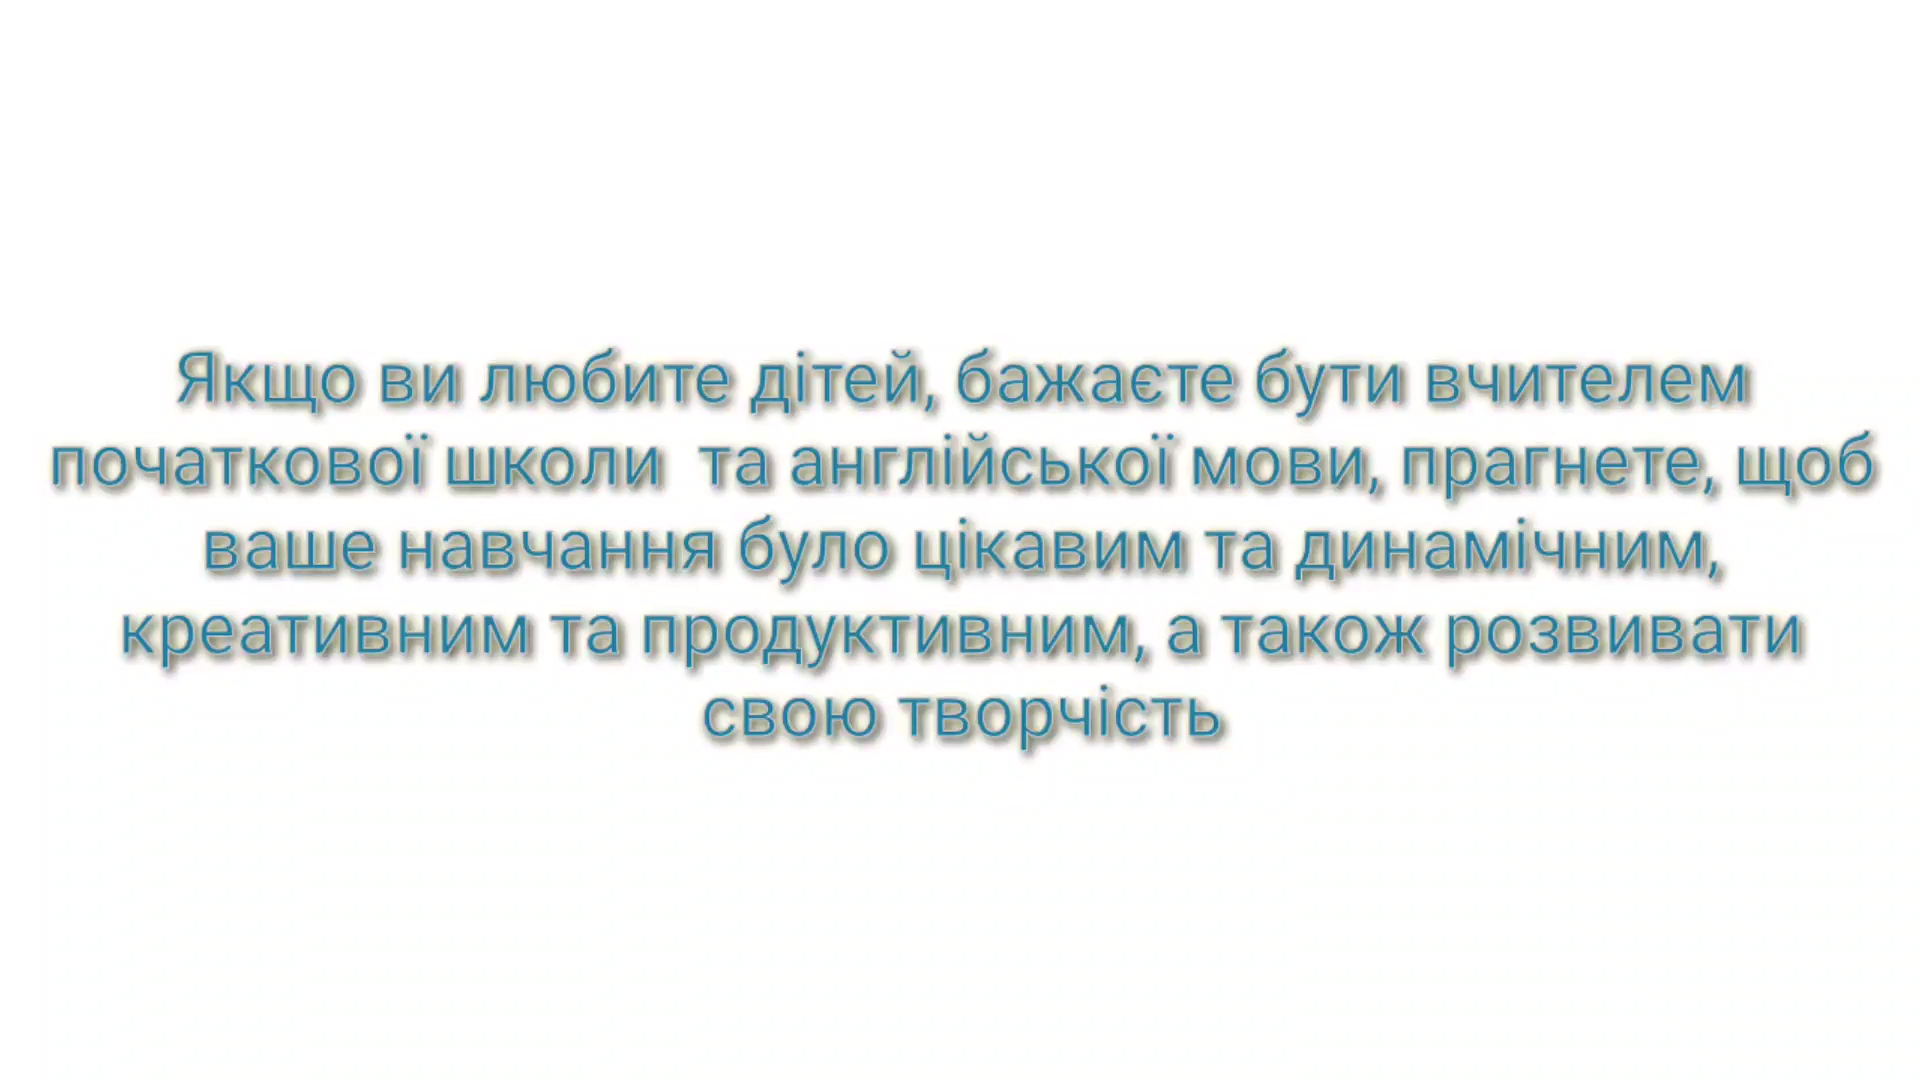 Якщо ви любите дітей, бажаєте бути вчителем
початкової школи  та англійської мови, прагнете, щоб
ваше навчання було цікавим та динамічним,
креативним та продуктивним, а також розвивати
свою творчість